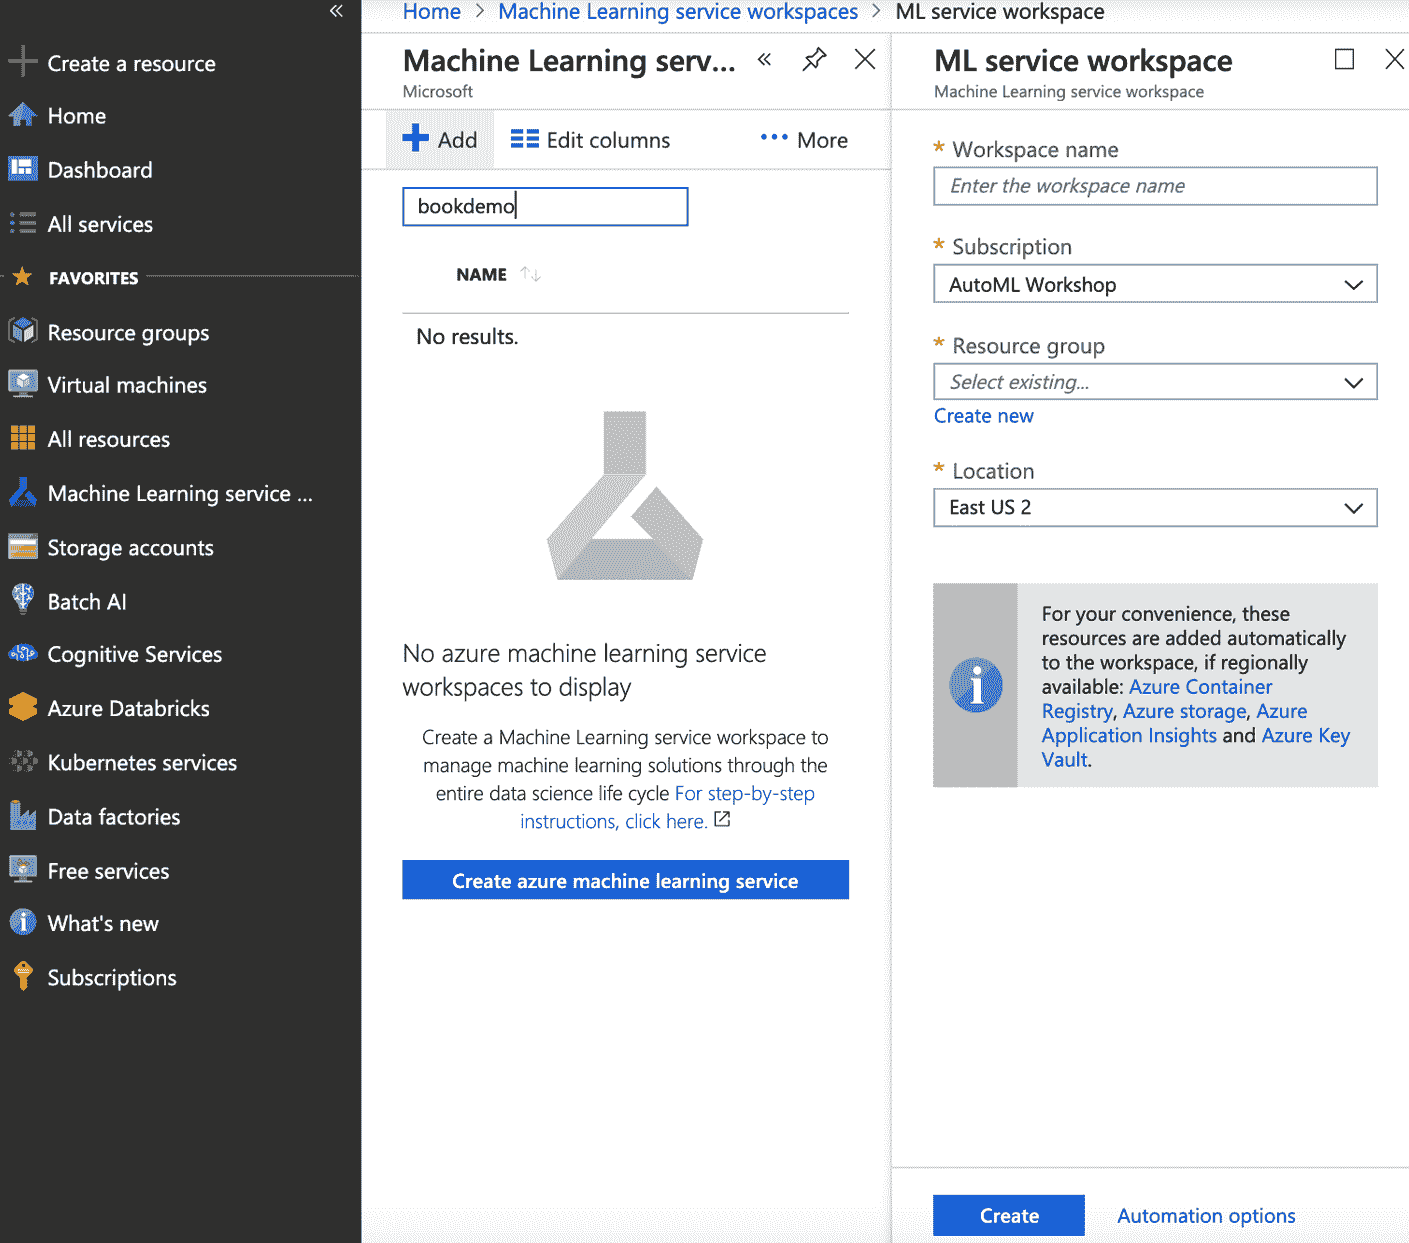 «
Create a resource
Home
Dashboard
All services
FAVORITES
Resource groups
Virtual machines
All resources
Machine Learning service ...
Storage accounts
Batch AI
Cognitive Services
Azure Databricks
Kubernetes services
Data factories
Free services
What's new
Subscriptions
Home > Machine Learning service workspaces > ML service workspace
Machine Learning serv... «
Microsoft
Add Edit columns ••• More
bookdemo
NAME ↑↓
No results.
No azure machine learning service
workspaces to display
Create a Machine Learning service workspace to
manage machine learning solutions through the
entire data science life cycle For step-by-step
instructions, click here.
Create azure machine learning service
ML service workspace
Machine Learning service workspace
* Workspace name
Enter the workspace name
* Subscription
AutoML Workshop
* Resource group
Select existing...
Create new
* Location
East US 2
For your convenience, these
resources are added automatically
to the workspace, if regionally
available: Azure Container
Registry, Azure storage, Azure
Application Insights and Azure Key
Vault.
Create Automation options